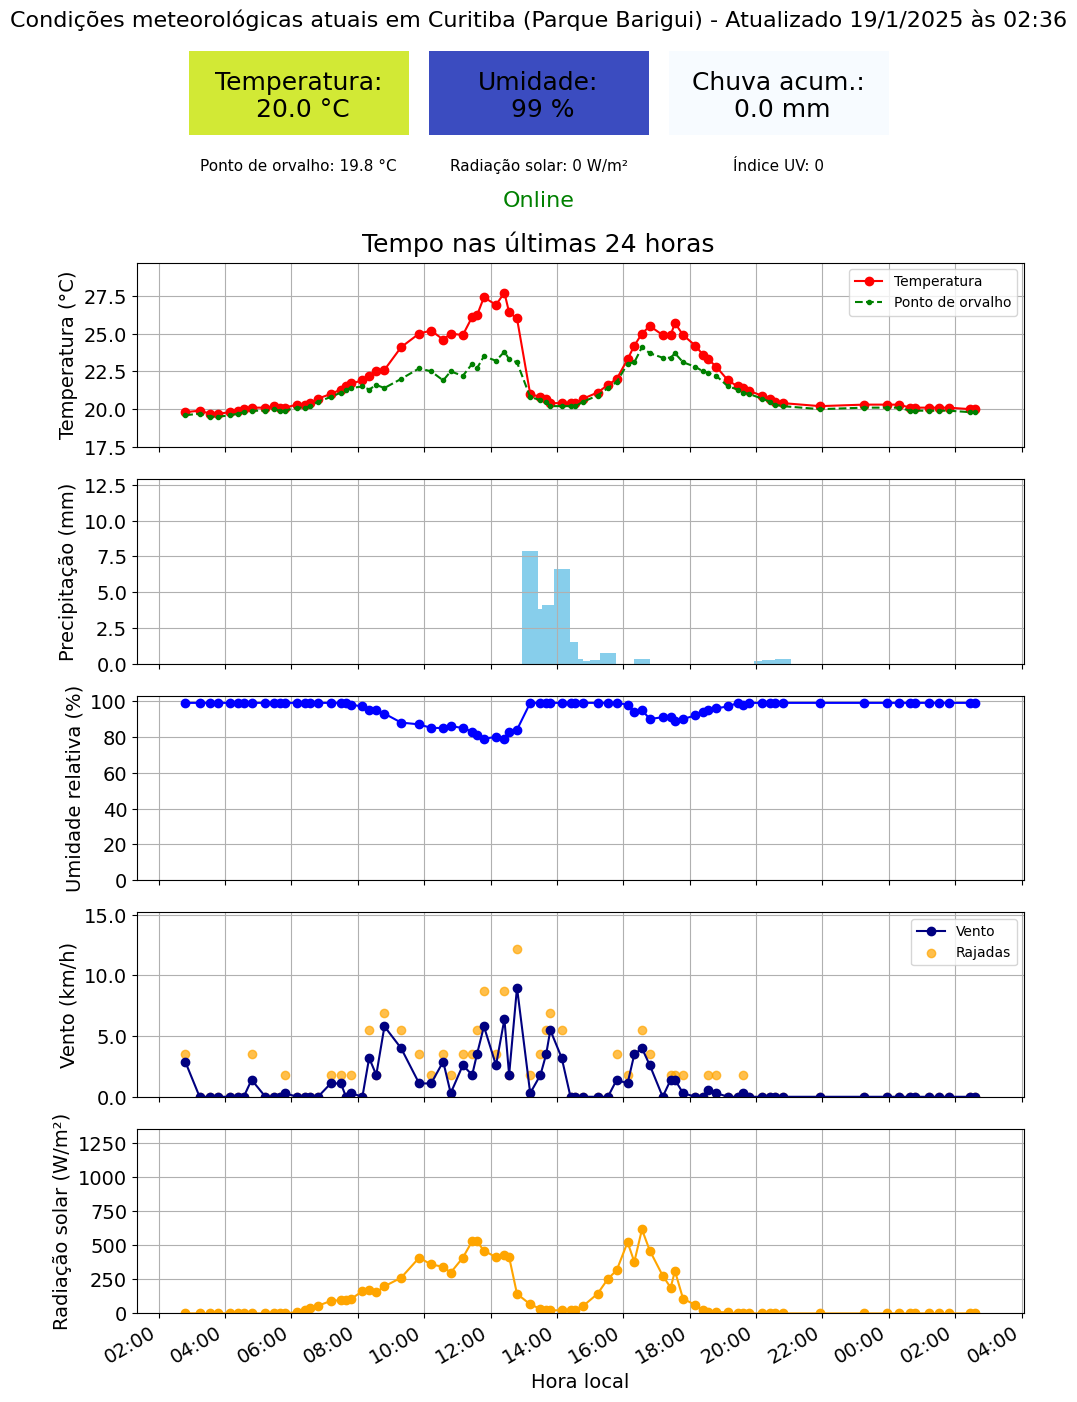 Condições meteorológicas atuais em Curitiba (Parque Barigui) - Atualizado 19/1/2025 às 02:36
Temperatura:
20.0 °C
Umidade:
99 %
Chuva acum.:
0.0 mm
Ponto de orvalho: 19.8 °C
Radiação solar: 0 W/m²
Índice UV: 0
Online
Tempo nas últimas 24 horas
Temperatura (°C)
27.5
25.0
22.5
20.0
17.5
Temperatura
Ponto de orvalho
Precipitação (mm)
12.5
10.0
7.5
5.0
2.5
0.0
Umidade relativa (%)
100
80
60
40
20
0
Vento (km/h)
15.0
10.0
5.0
0.0
Vento
Rajadas
Radiação solar (W/m²)
1250
1000
750
500
250
0
02:00 04:00 06:00 08:00 10:00 12:00 14:00 16:00 18:00 20:00 22:00 00:00 02:00 04:00
Hora local